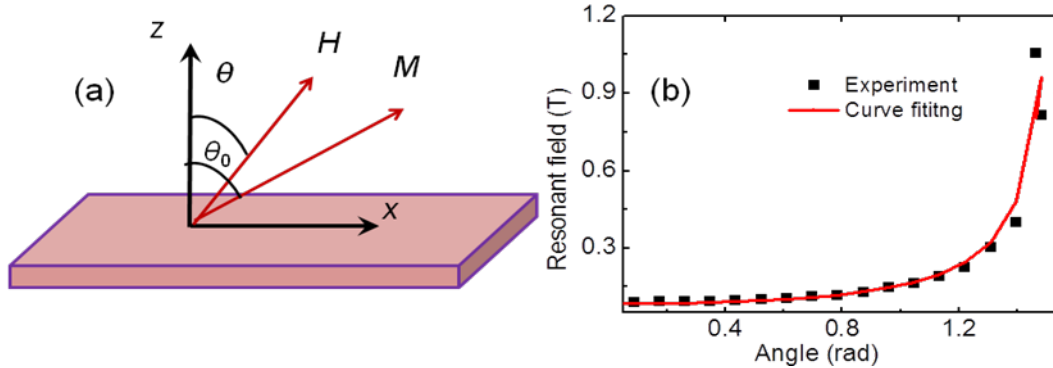 (a)
z
θ
H
M
θ0
x
(b)
Experiment
Curve fititng
Resonant field (T)
1.2
0.9
0.6
0.3
0.4
0.8
1.2
Angle (rad)